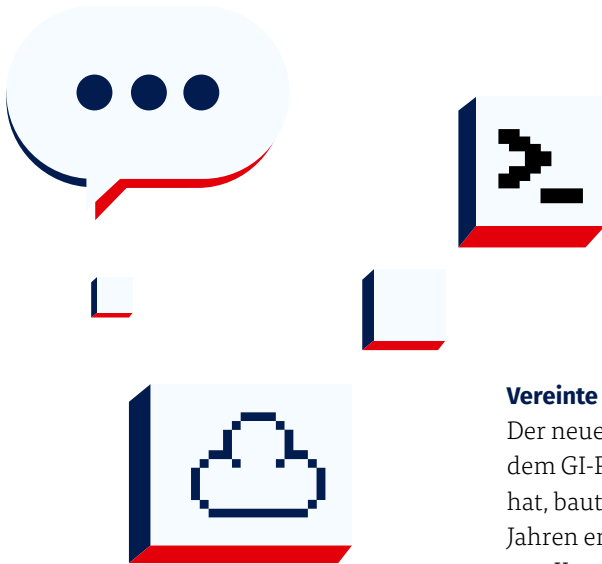 >_
Vereinte
Der neue
dem GI-F
hat, baut
Jahren er